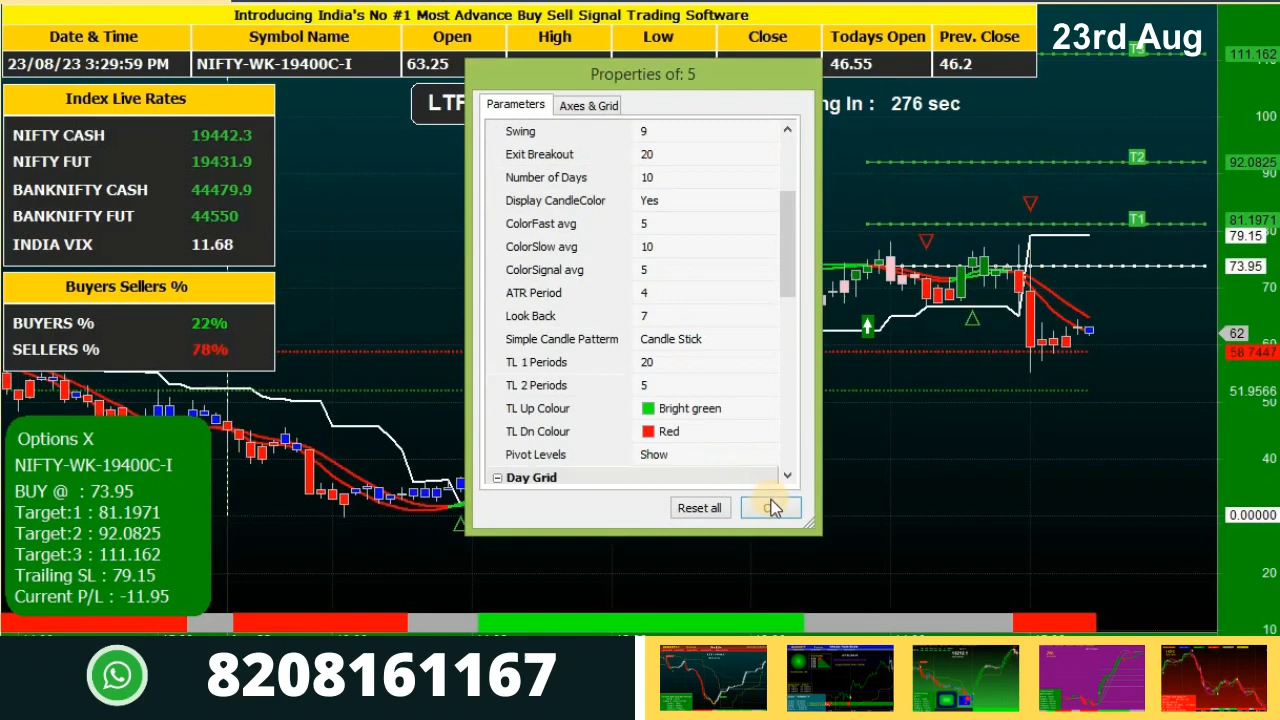 Introducing India's No #1 Most Advance Buy Sell Signal Trading Software
Date & Time Symbol Name Open High Low Close Todays Open Prev. Close
23/08/23 3:29:59 PM NIFTY-WK-19400C-I 63.25 46.55 46.2
23rd Aug
Index Live Rates
NIFTY CASH 19442.3
NIFTY FUT 19431.9
BANKNIFTY CASH 44479.9
BANKNIFTY FUT 44550
INDIA VIX 11.68
Buyers Sellers %
BUYERS % 22%
SELLERS % 78%
Options X
NIFTY-WK-19400C-I
BUY @ : 73.95
Target:1 : 81.1971
Target:2 : 92.0825
Target:3 : 111.162
Trailing SL : 79.15
Current P/L : -11.95
ng In : 276 sec
Properties of: 5
Parameters Axes & Grid
Swing 9
Exit Breakout 20
Number of Days 10
Display CandleColor Yes
ColorFast avg 5
ColorSlow avg 10
ColorSignal avg 5
ATR Period 4
Look Back 7
Simple Candle Pattern Candle Stick
TL 1 Periods 20
TL 2 Periods 5
TL Up Colour Bright green
TL Dn Colour Red
Pivot Levels Show
Day Grid
Reset all
T2
T1
111.162
100
92.0825
90
81.1971
79.15
73.95
70
62
58.7447
51.9566
50
40
0.00000
20
10
8208161167